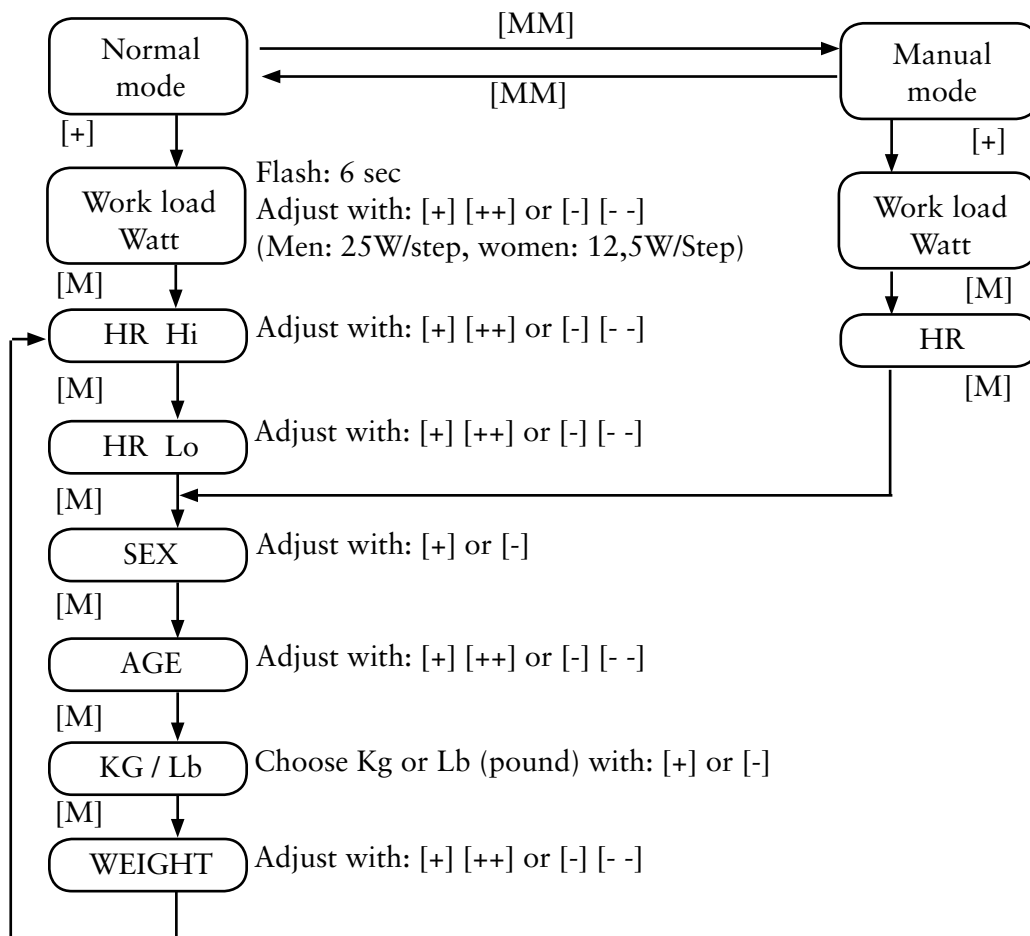 [MM]
Normal
mode
Manual
mode
[MM]
[+]
[+]
Flash: 6 sec
Work load
Watt
Adjust with: [+] [++] or [-] [- -]
(Men: 25W/step, women: 12,5W/Step)
Work load
Watt
[M]
[M]
HR Hi
Adjust with: [+] [++] or [-] [- -]
HR
[M]
[M]
HR Lo
Adjust with: [+] [++] or [-] [- -]
[M]
SEX
Adjust with: [+] or [-]
[M]
AGE
Adjust with: [+] [++] or [-] [- -]
[M]
KG / Lb
Choose Kg or Lb (pound) with: [+] or [-]
[M]
WEIGHT
Adjust with: [+] [++] or [-] [- -]